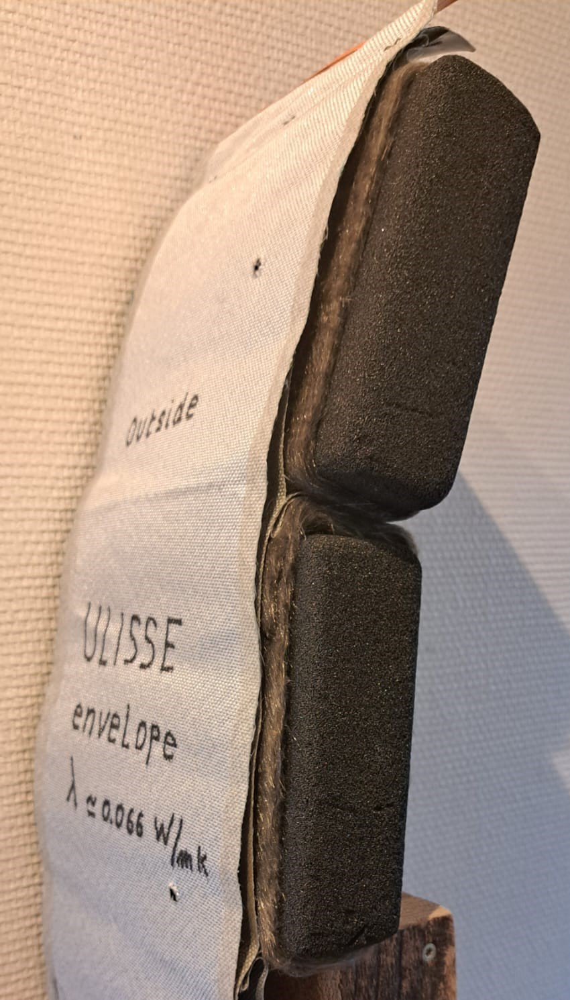 Outside
ULISSE
envelope
λ ≃ 0.066 W/mk